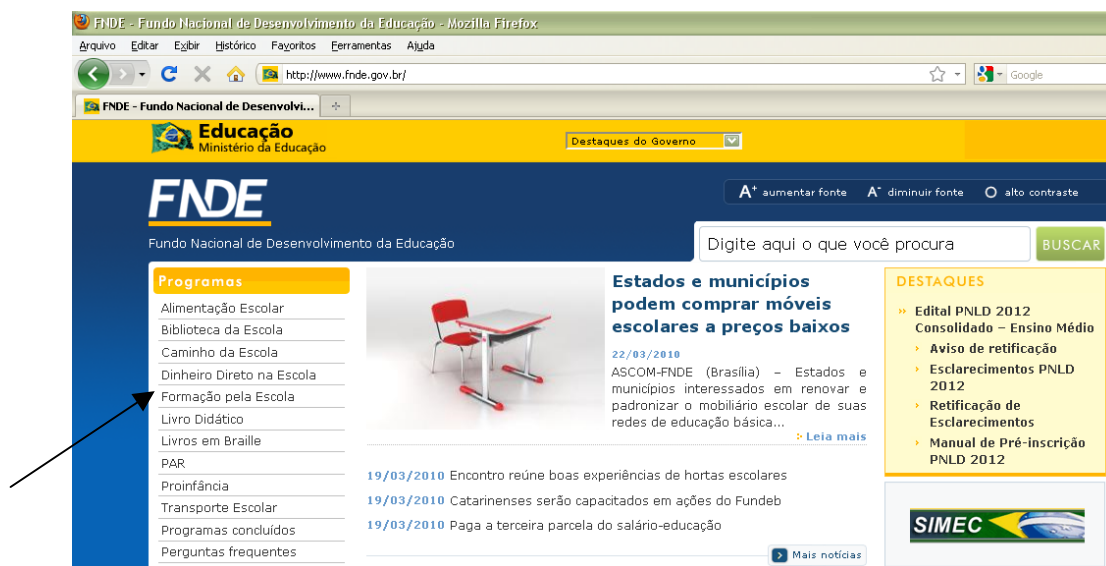 FNDE - Fundo Nacional de Desenvolvimento da Educação - Mozilla Firefox
Arquivo Editar Exibir Histórico Favoritos Ferramentas Ajuda
http://www.fnde.gov.br/
Google
FNDE - Fundo Nacional de Desenvolvi...
Educação
Ministério da Educação
Destaques do Governo
FNDE
A+ aumentar fonte A- diminuir fonte alto contraste
Fundo Nacional de Desenvolvimento da Educação
Digite aqui o que você procura
BUSCAR
Programas
Alimentação Escolar
Biblioteca da Escola
Caminho da Escola
Dinheiro Direto na Escola
Formação pela Escola
Livro Didático
Livros em Braille
PAR
Proinfância
Transporte Escolar
Programas concluídos
Perguntas frequentes
Estados e municípios
podem comprar móveis
escolares a preços baixos
22/03/2010
ASCOM-FNDE (Brasília) – Estados e
municípios interessados em renovar e
padronizar o mobiliário escolar de suas
redes de educação básica...
Leia mais
19/03/2010 Encontro reúne boas experiências de hortas escolares
19/03/2010 Catarinenses serão capacitados em ações do Fundeb
19/03/2010 Paga a terceira parcela do salário-educação
Mais notícias
DESTAQUES
» Edital PNLD 2012
Consolidado – Ensino Médio
› Aviso de retificação
› Esclarecimentos PNLD
2012
› Retificação de
Esclarecimentos
› Manual de Pré-inscrição
PNLD 2012
SIMEC